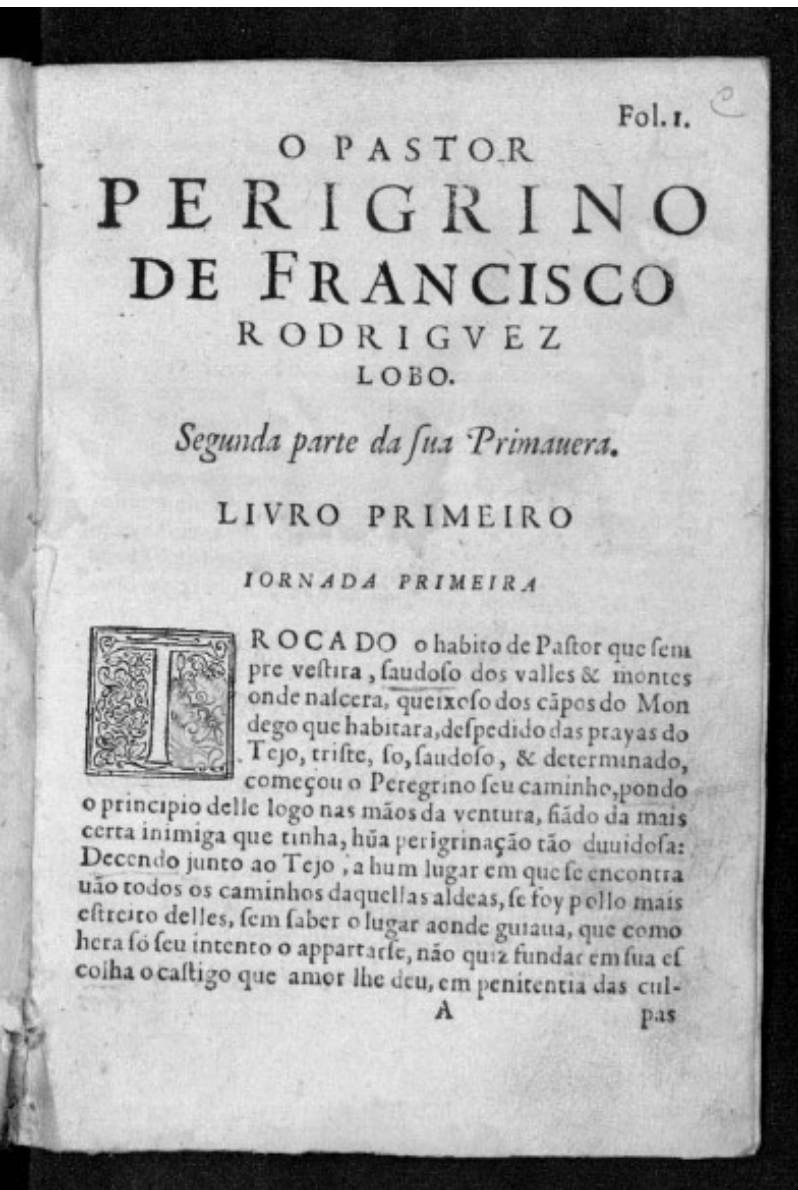 Fol. 1.
O PASTOR
PERIGRINO
DE FRANCISCO
RODRIGVEZ
LOBO.
Segunda parte da ſua Primauera.
LIVRO PRIMEIRO
IORNADA PRIMEIRA
TROCADO o habito de Paſtor que ſem
pre veſtira, ſaudoſo dos valles & montes
onde naſcera, queixoſo dos cãpos do Mon
dego que habitara, deſpedido das prayas do
Tejo, triſte, ſo, ſaudoſo, & determinado,
começou o Peregrino ſeu caminho, pondo
o principio delle logo nas mãos da ventura, fiãdo da mais
certa inimiga que tinha, hũa perigrinação tão duuidoſa:
Decendo junto ao Tejo, a hum lugar em que ſe encontra
uão todos os caminhos daquellas aldeas, ſe foy pollo mais
eſtreito delles, ſem ſaber o lugar aonde guiaua, que como
hera ſó ſeu intento o appartarſe, não quiz fundar em ſua eſ
colha o caſtigo que amor lhe deu, em penitentia das cul-
A pas